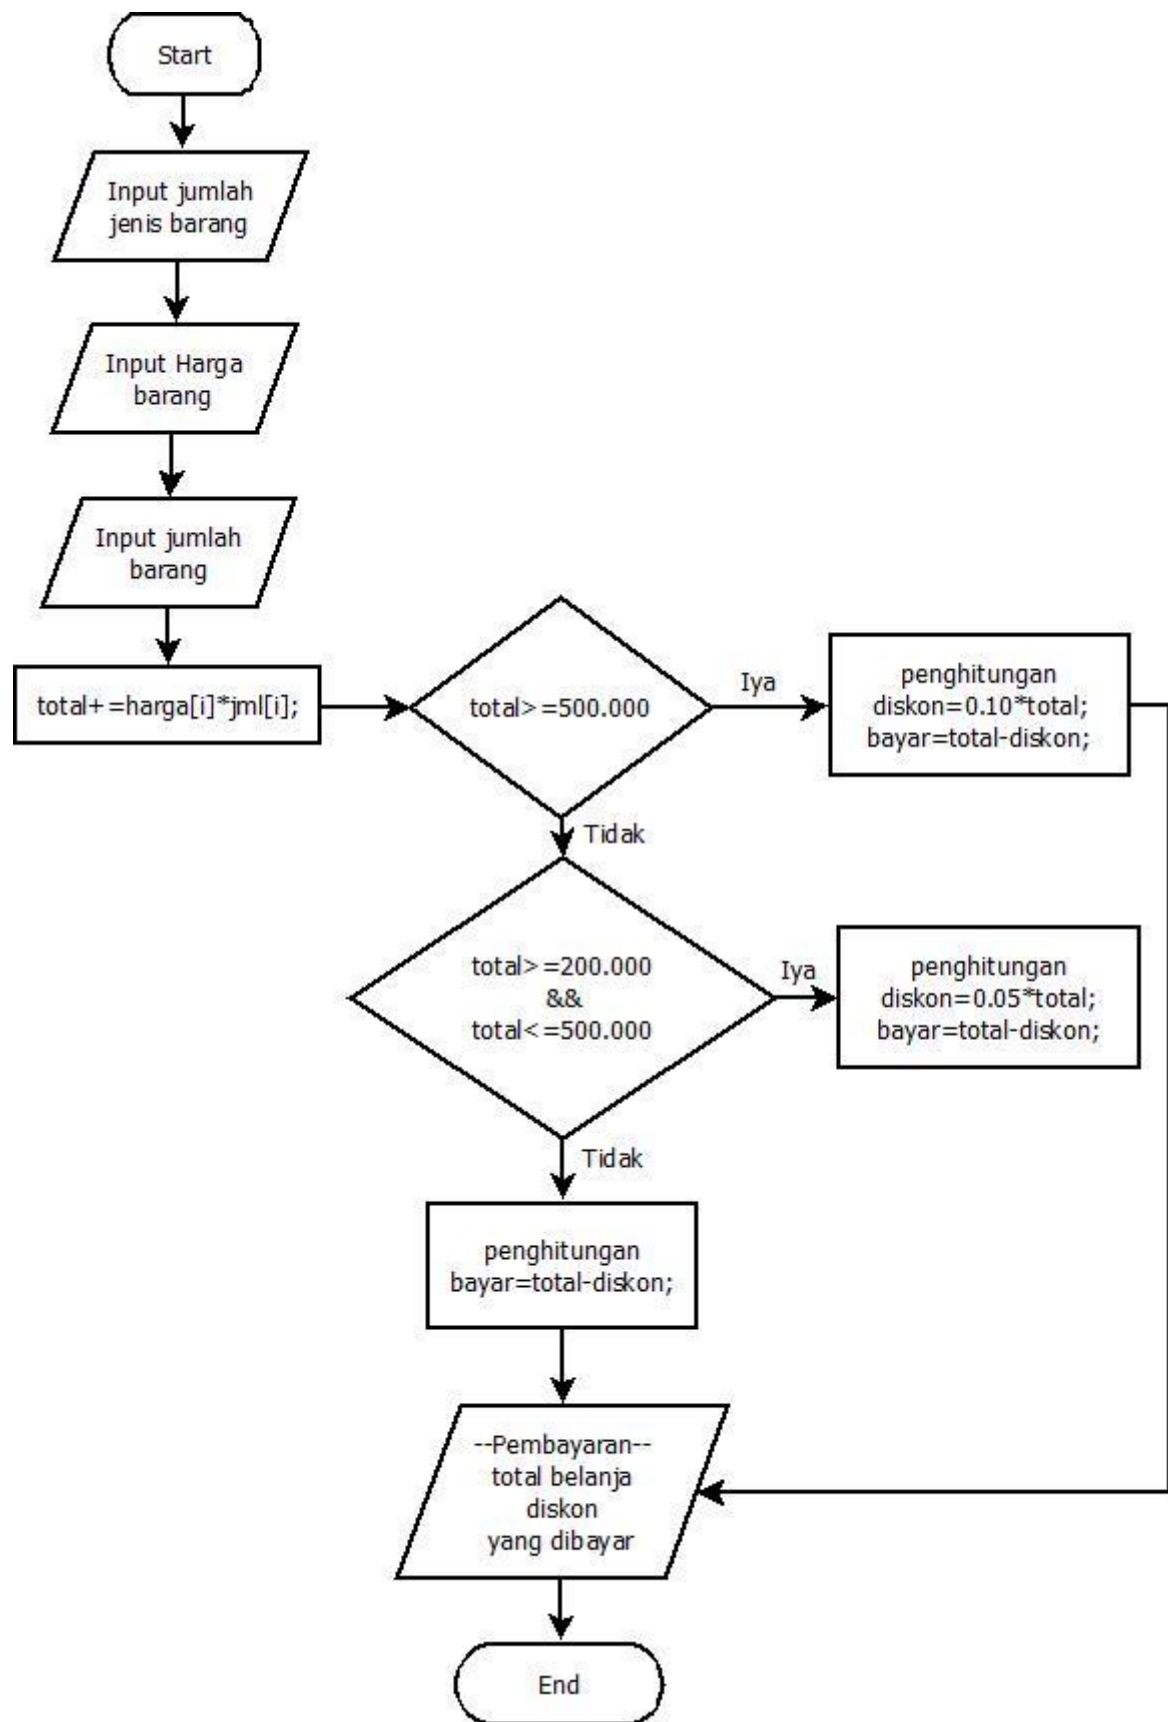 Start
Input jumlah
jenis barang
Input Harga
barang
Input jumlah
barang
total+=harga[i]*jml[i];
total>=500.000
Iya
penghitungan
diskon=0.10*total;
bayar=total-diskon;
Tidak
total>=200.000
&&
total<=500.000
Iya
penghitungan
diskon=0.05*total;
bayar=total-diskon;
Tidak
penghitungan
bayar=total-diskon;
--Pembayaran--
total belanja
diskon
yang dibayar
End